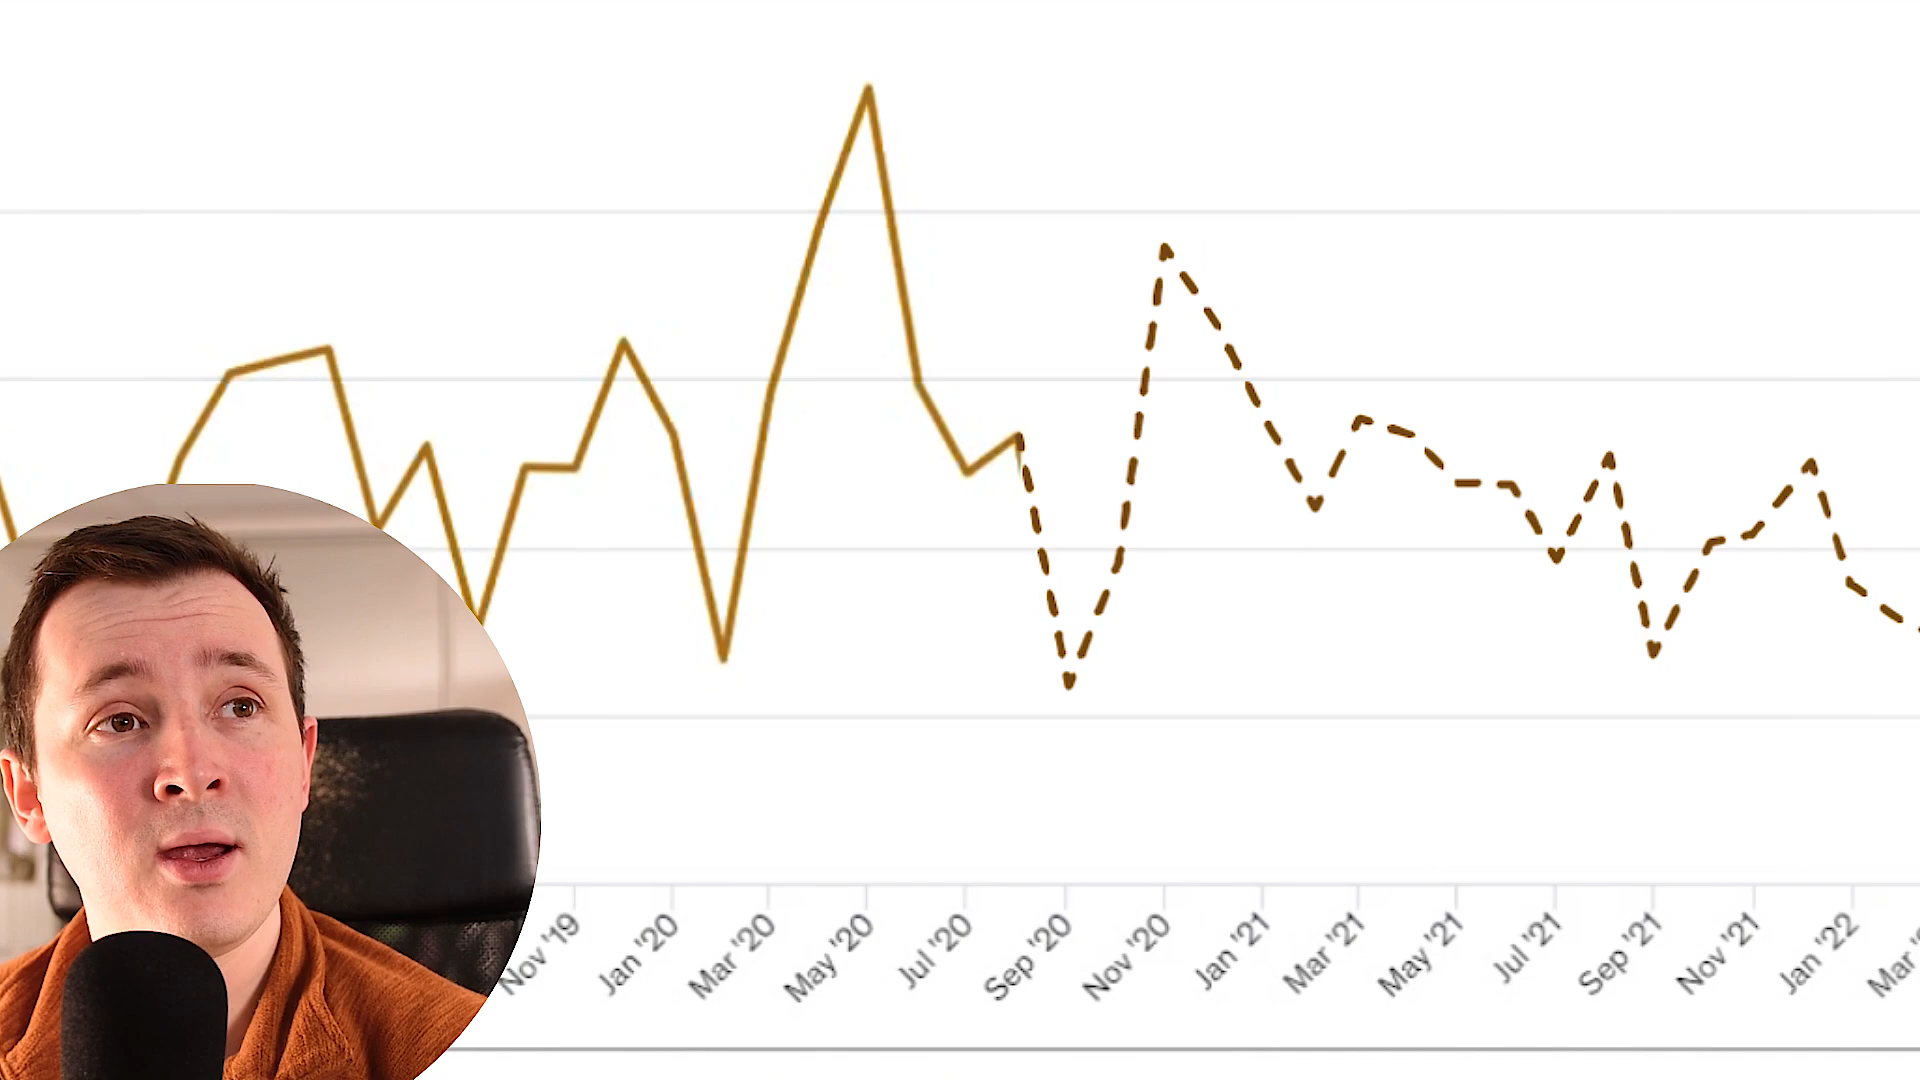 Nov '19
Jan '20
Mar '20
May '20
Jul '20
Sep '20
Nov '20
Jan '21
Mar '21
May '21
Jul '21
Sep '21
Nov '21
Jan '22
Mar '